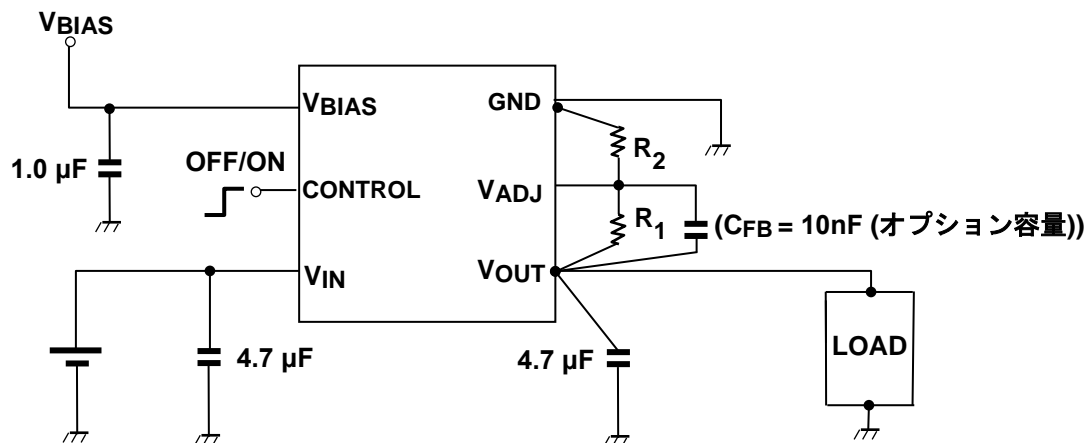 VBIAS
VBIAS
GND
R2
1.0 µF
OFF/ON
CONTROL
VADJ
R1
(CFB = 10nF (オプション容量))
VIN
VOUT
4.7 µF
4.7 µF
LOAD